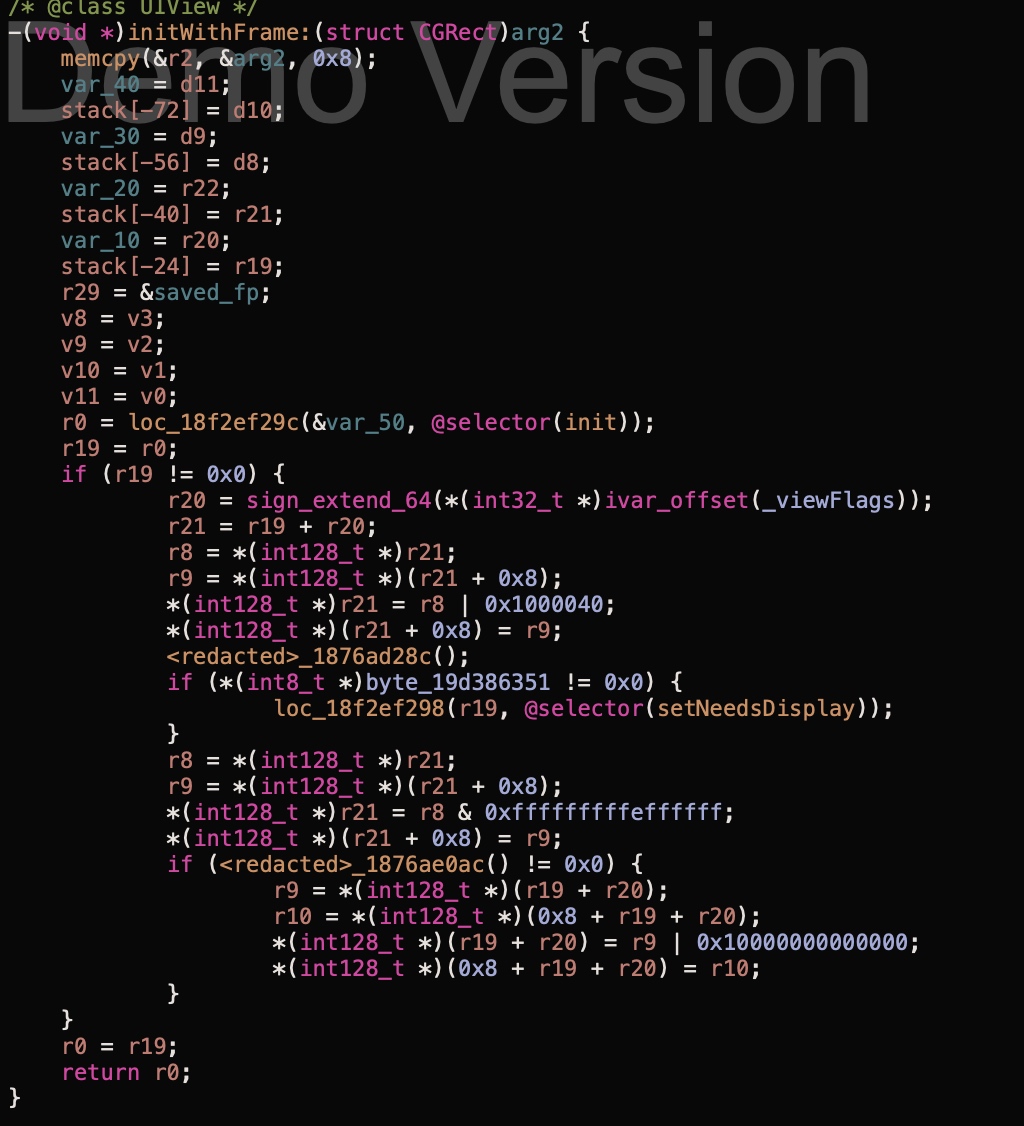 /* @class UIView */
-(void *)initWithFrame:(struct CGRect)arg2 {
Demo Version
    memcpy(&r2, &arg2, 0x8);
    var_40 = d11;
    stack[-72] = d10;
    var_30 = d9;
    stack[-56] = d8;
    var_20 = r22;
    stack[-40] = r21;
    var_10 = r20;
    stack[-24] = r19;
    r29 = &saved_fp;
    v8 = v3;
    v9 = v2;
    v10 = v1;
    v11 = v0;
    r0 = loc_18f2ef29c(&var_50, @selector(init));
    r19 = r0;
    if (r19 != 0x0) {
            r20 = sign_extend_64(*(int32_t *)ivar_offset(_viewFlags));
            r21 = r19 + r20;
            r8 = *(int128_t *)r21;
            r9 = *(int128_t *)(r21 + 0x8);
            *(int128_t *)r21 = r8 | 0x1000040;
            *(int128_t *)(r21 + 0x8) = r9;
            <redacted>_1876ad28c();
            if (*(int8_t *)byte_19d386351 != 0x0) {
                    loc_18f2ef298(r19, @selector(setNeedsDisplay));
            }
            r8 = *(int128_t *)r21;
            r9 = *(int128_t *)(r21 + 0x8);
            *(int128_t *)r21 = r8 & 0xfffffffffeffffff;
            *(int128_t *)(r21 + 0x8) = r9;
            if (<redacted>_1876ae0ac() != 0x0) {
                    r9 = *(int128_t *)(r19 + r20);
                    r10 = *(int128_t *)(0x8 + r19 + r20);
                    *(int128_t *)(r19 + r20) = r9 | 0x10000000000000;
                    *(int128_t *)(0x8 + r19 + r20) = r10;
            }
    }
    r0 = r19;
    return r0;
}